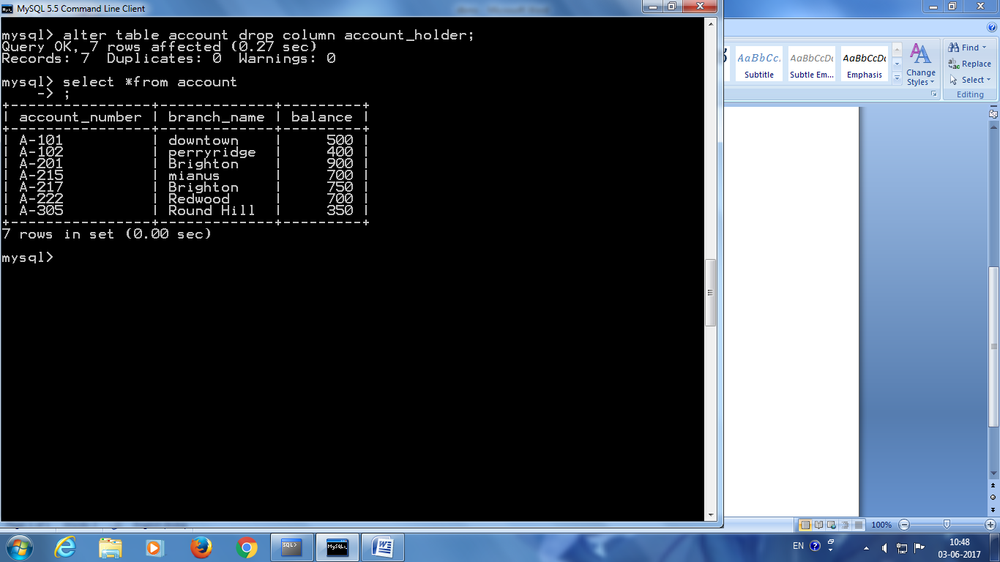 MySQL 5.5 Command Line Client
mysql> alter table account drop column account_holder;
Query OK, 7 rows affected (0.27 sec)
Records: 7  Duplicates: 0  Warnings: 0
mysql> select *from account
    -> ;
+----------------+-------------+---------+
| account_number | branch_name | balance |
+----------------+-------------+---------+
| A-101          | downtown    |     500 |
| A-102          | perryridge  |     400 |
| A-201          | Brighton    |     900 |
| A-215          | mianus      |     700 |
| A-217          | Brighton    |     750 |
| A-222          | Redwood     |     700 |
| A-305          | Round Hill  |     350 |
+----------------+-------------+---------+
7 rows in set (0.00 sec)
mysql>
AaBbCc. AaBbCcDc AaBbCcDc
Subtitle Subtle Em... Emphasis
Change
Styles
Find
Replace
Select
Editing
100%
SQL>
MySQL
EN
10:48
03-06-2017